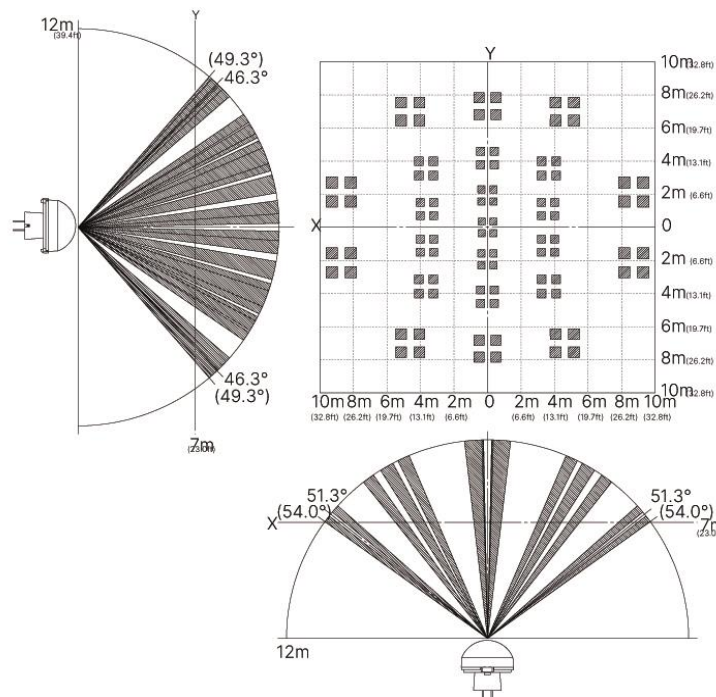 Y
12m
(39.4ft)
(49.3°)
46.3°
46.3°
(49.3°)
7m
(23.0ft)
Y
X
10m(32.8ft)
8m(26.2ft)
6m(19.7ft)
4m(13.1ft)
2m (6.6ft)
0
2m (6.6ft)
4m(13.1ft)
6m(19.7ft)
8m(26.2ft)
10m(32.8ft)
10m 8m 6m 4m 2m 0 2m 4m 6m 8m 10m
(32.8ft) (26.2ft) (19.7ft) (13.1ft) (6.6ft) (6.6ft) (13.1ft) (19.7ft) (26.2ft) (32.8ft)
51.3° 51.3°
X (54.0°) (54.0°) 7m
(23.0
12m